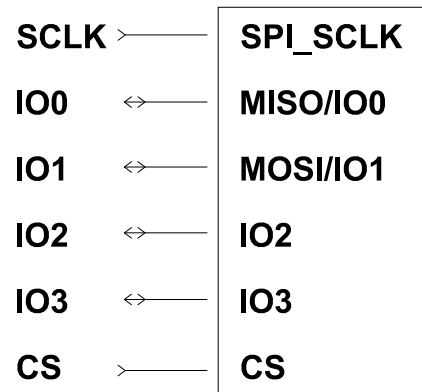 SCLK SPI_SCLK
IO0 MISO/IO0
IO1 MOSI/IO1
IO2 IO2
IO3 IO3
CS CS